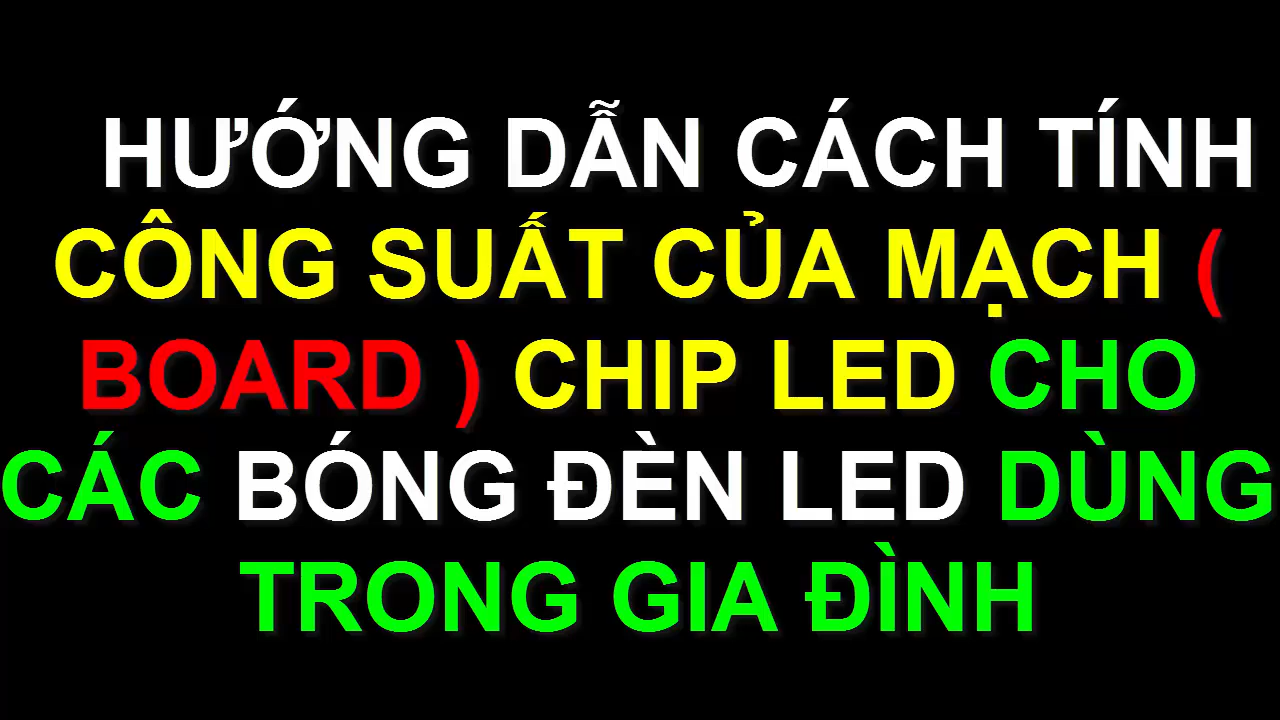 HƯỚNG DẪN CÁCH TÍNH
CÔNG SUẤT CỦA MẠCH (
BOARD ) CHIP LED CHO
CÁC BÓNG ĐÈN LED DÙNG
TRONG GIA ĐÌNH